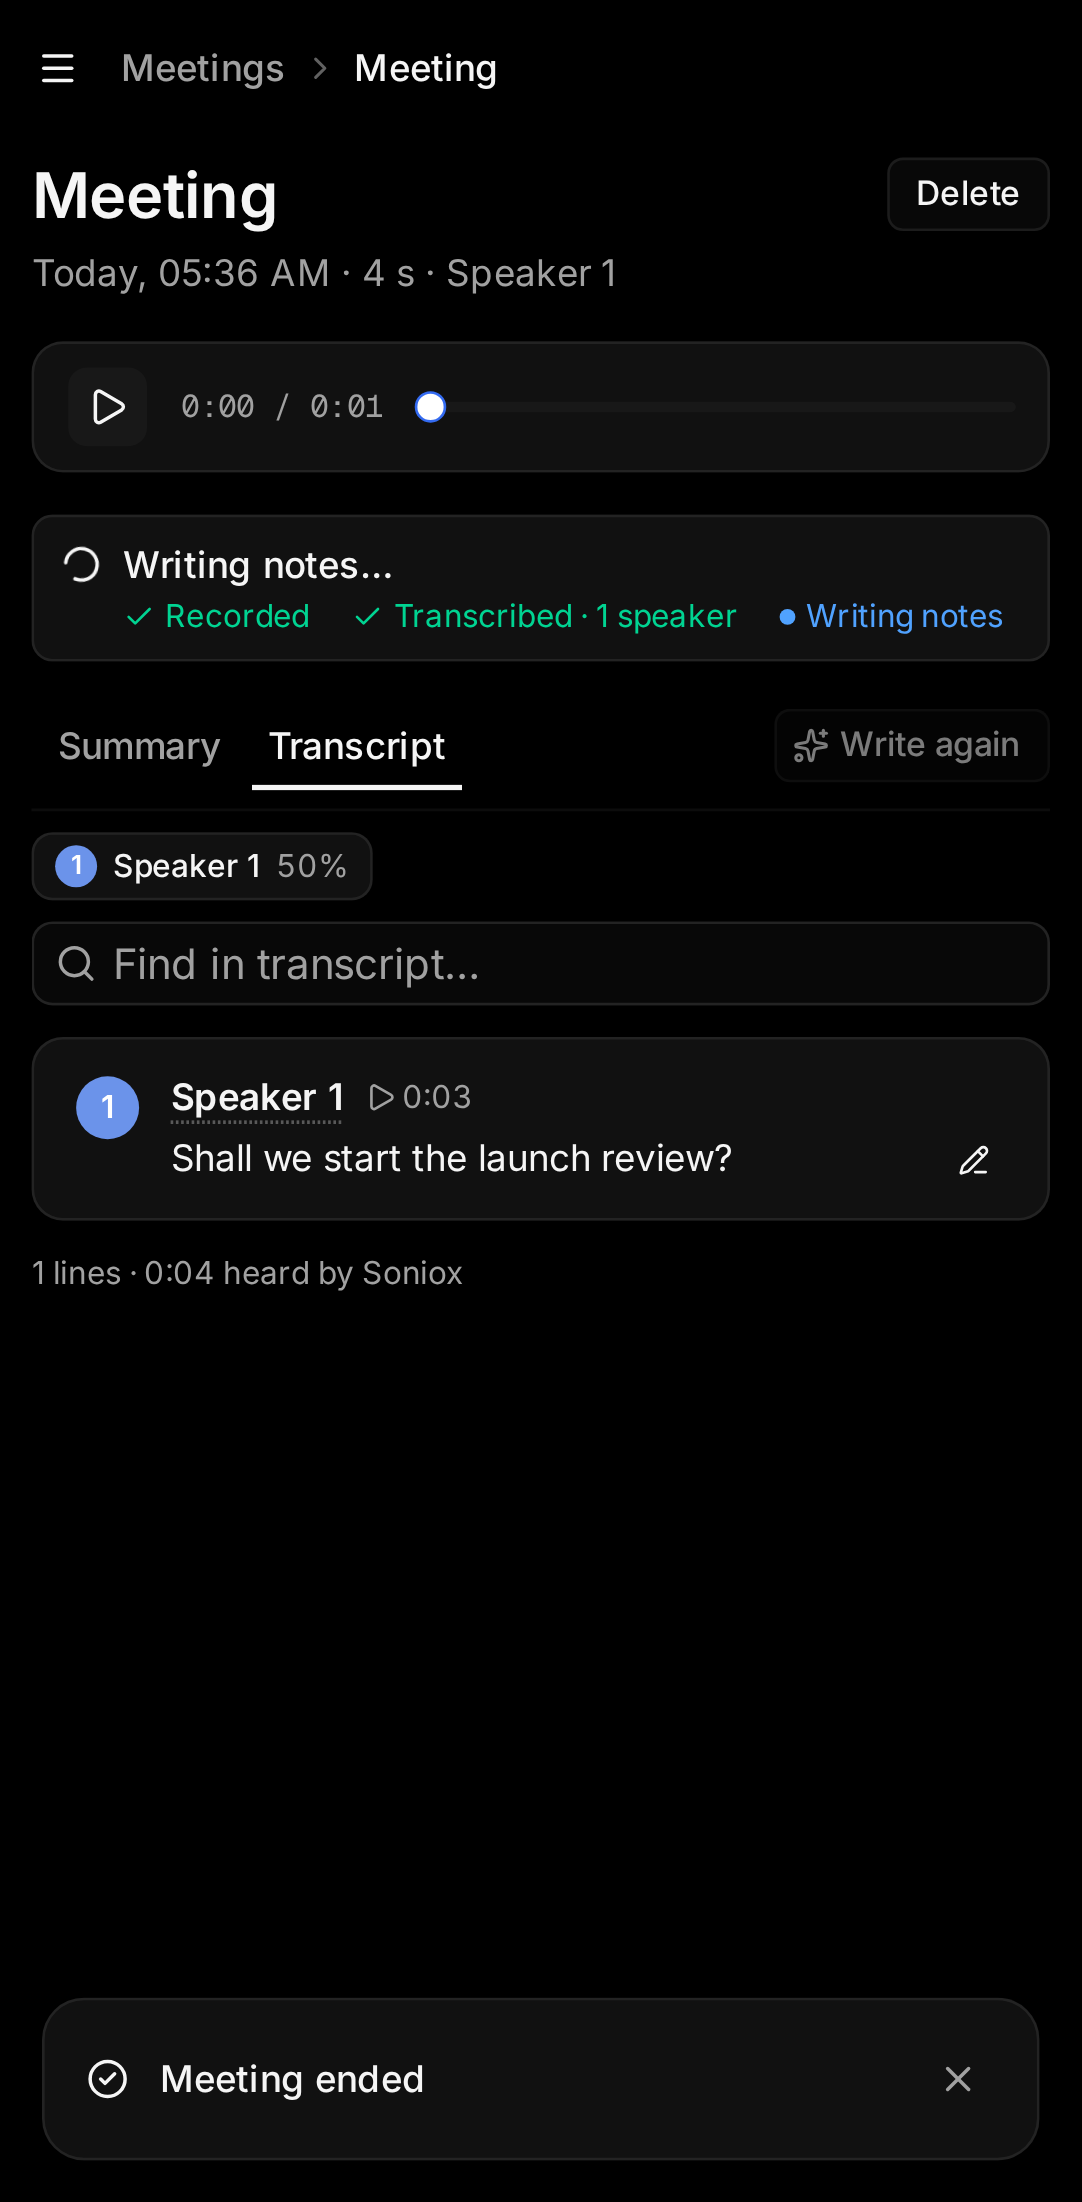 Meetings > Meeting
Meeting
Delete
Today, 05:36 AM · 4 s · Speaker 1
0:00 / 0:01
Writing notes...
Recorded Transcribed · 1 speaker Writing notes
Summary Transcript Write again
1 Speaker 1 50%
Find in transcript...
1 Speaker 1 0:03
Shall we start the launch review?
1 lines · 0:04 heard by Soniox
Meeting ended